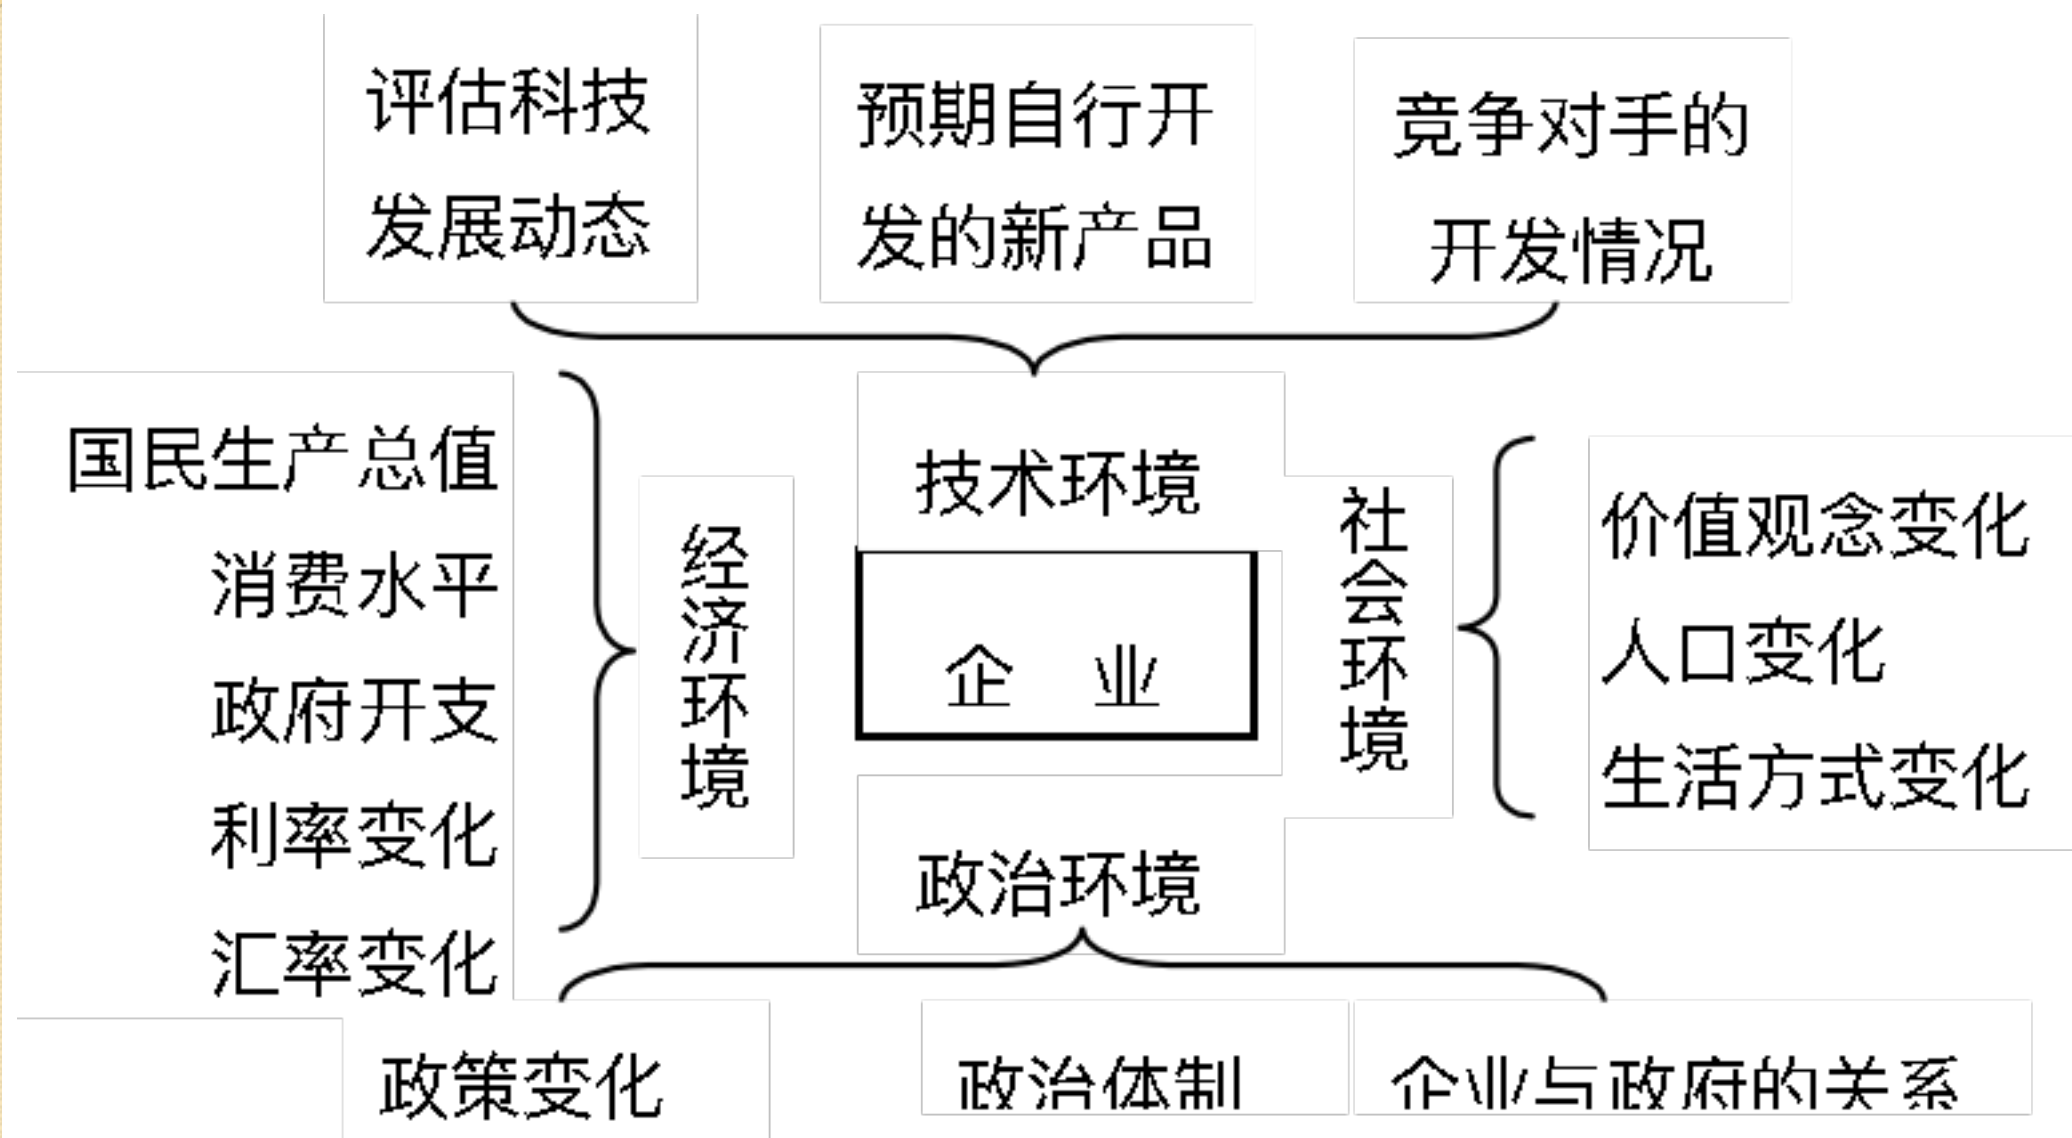 评估科技
发展动态
预期自行开
发的新产品
竞争对手的
开发情况
国民生产总值
消费水平
政府开支
利率变化
汇率变化
经济环境
技术环境
企 业
政治环境
社会环境
价值观念变化
人口变化
生活方式变化
政策变化
政治体制
企业与政府的关系